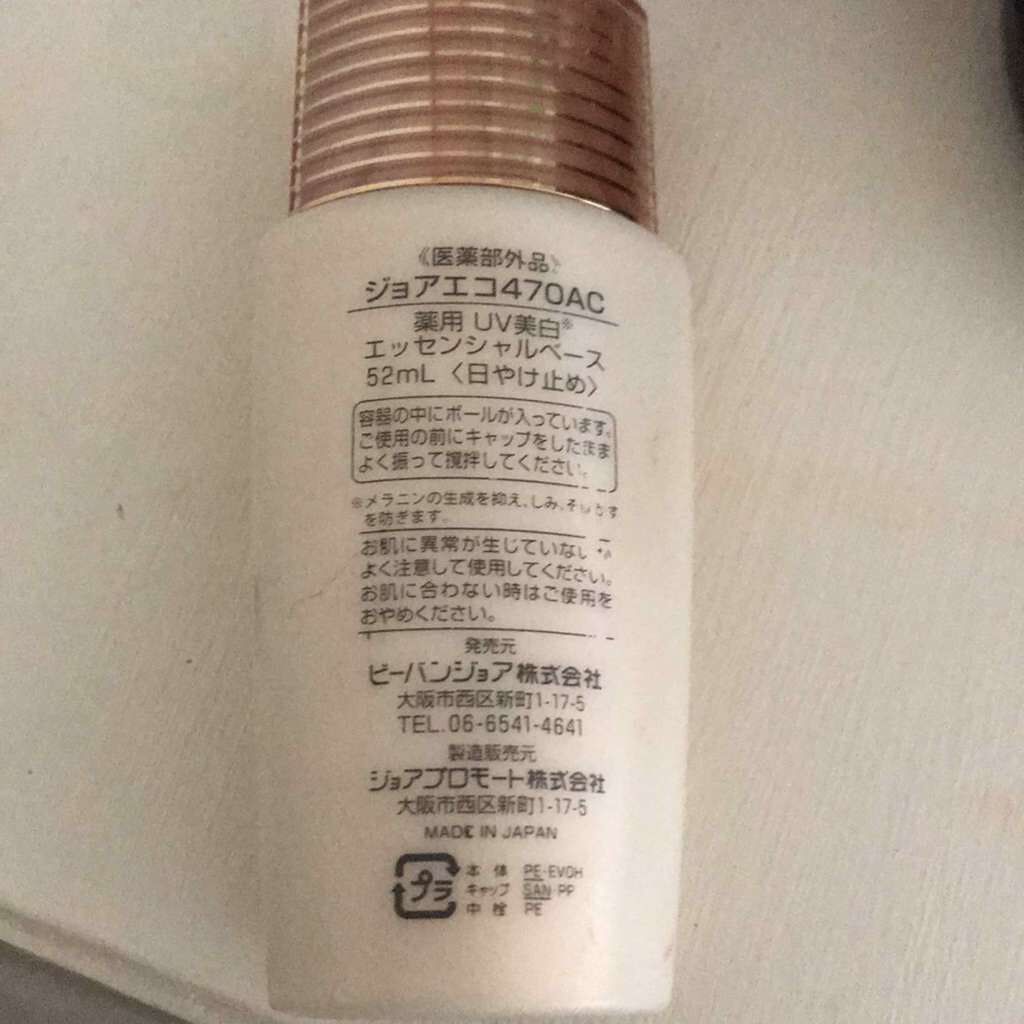 《医薬部外品》
ジョアエコ470AC
薬用 UV美白※
エッセンシャルベース
52mL 〈日やけ止め〉
容器の中にボールが入っています。
ご使用の前にキャップをしたまま
よく振って撹拌してください。
※メラニンの生成を抑え、しみ、そばかす
を防ぎます。
お肌に異常が生じていないか
よく注意して使用してください。
お肌に合わない時はご使用を
おやめください。
発売元
ビーバンジョア株式会社
大阪市西区新町1-17-5
TEL.06-6541-4641
製造販売元
ジョアプロモート株式会社
大阪市西区新町1-17-5
MADE IN JAPAN
プラ 本体 PE・EVOH
キャップ SAN・PP
中栓 PE